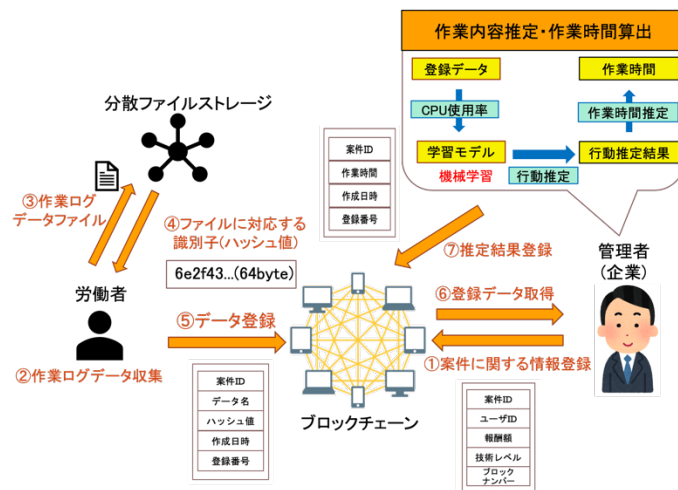 作業内容推定・作業時間算出
登録データ
作業時間
CPU使用率
作業時間推定
学習モデル
行動推定結果
機械学習
行動推定
分散ファイルストレージ
案件ID
作業時間
作成日時
登録番号
③作業ログ
データファイル
④ファイルに対応する
識別子(ハッシュ値)
6e2f43...(64byte)
⑦推定結果登録
管理者
(企業)
労働者
⑤データ登録
⑥登録データ取得
②作業ログデータ収集
①案件に関する情報登録
案件ID
データ名
ハッシュ値
作成日時
登録番号
ブロックチェーン
案件ID
ユーザID
報酬額
技術レベル
ブロック
ナンバー